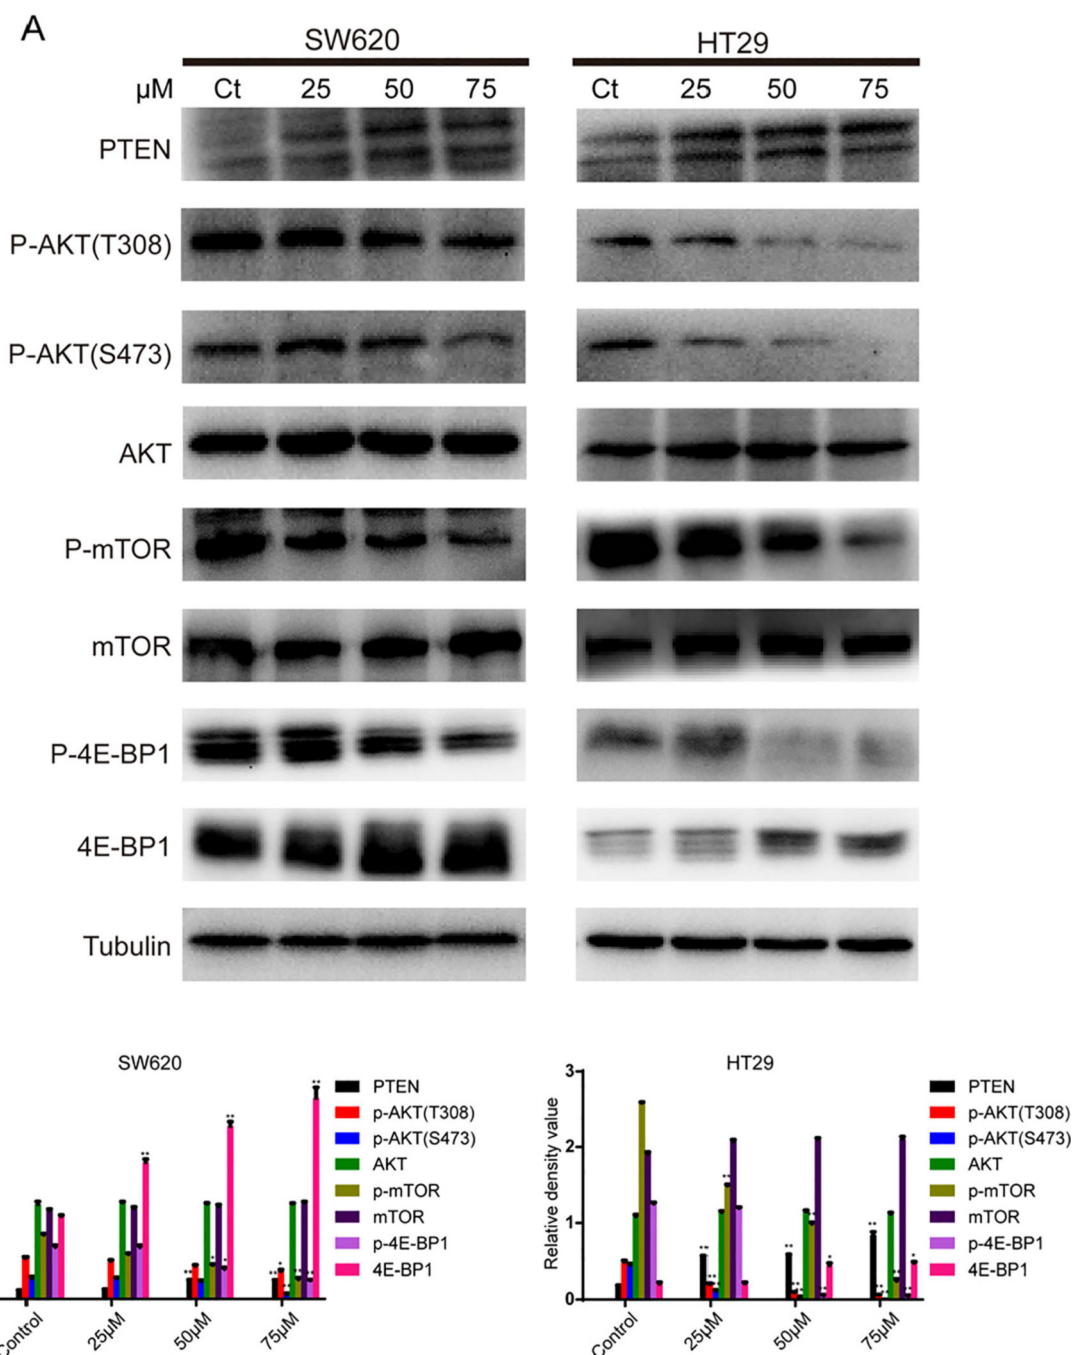 A
SW620 HT29
µM Ct 25 50 75 Ct 25 50 75
PTEN
P-AKT(T308)
P-AKT(S473)
AKT
P-mTOR
mTOR
P-4E-BP1
4E-BP1
Tubulin
SW620
PTEN
p-AKT(T308)
p-AKT(S473)
AKT
p-mTOR
mTOR
p-4E-BP1
4E-BP1
Control 25µM 50µM 75µM
HT29
Relative density value
3
2
1
0
PTEN
p-AKT(T308)
p-AKT(S473)
AKT
p-mTOR
mTOR
p-4E-BP1
4E-BP1
Control 25µM 50µM 75µM